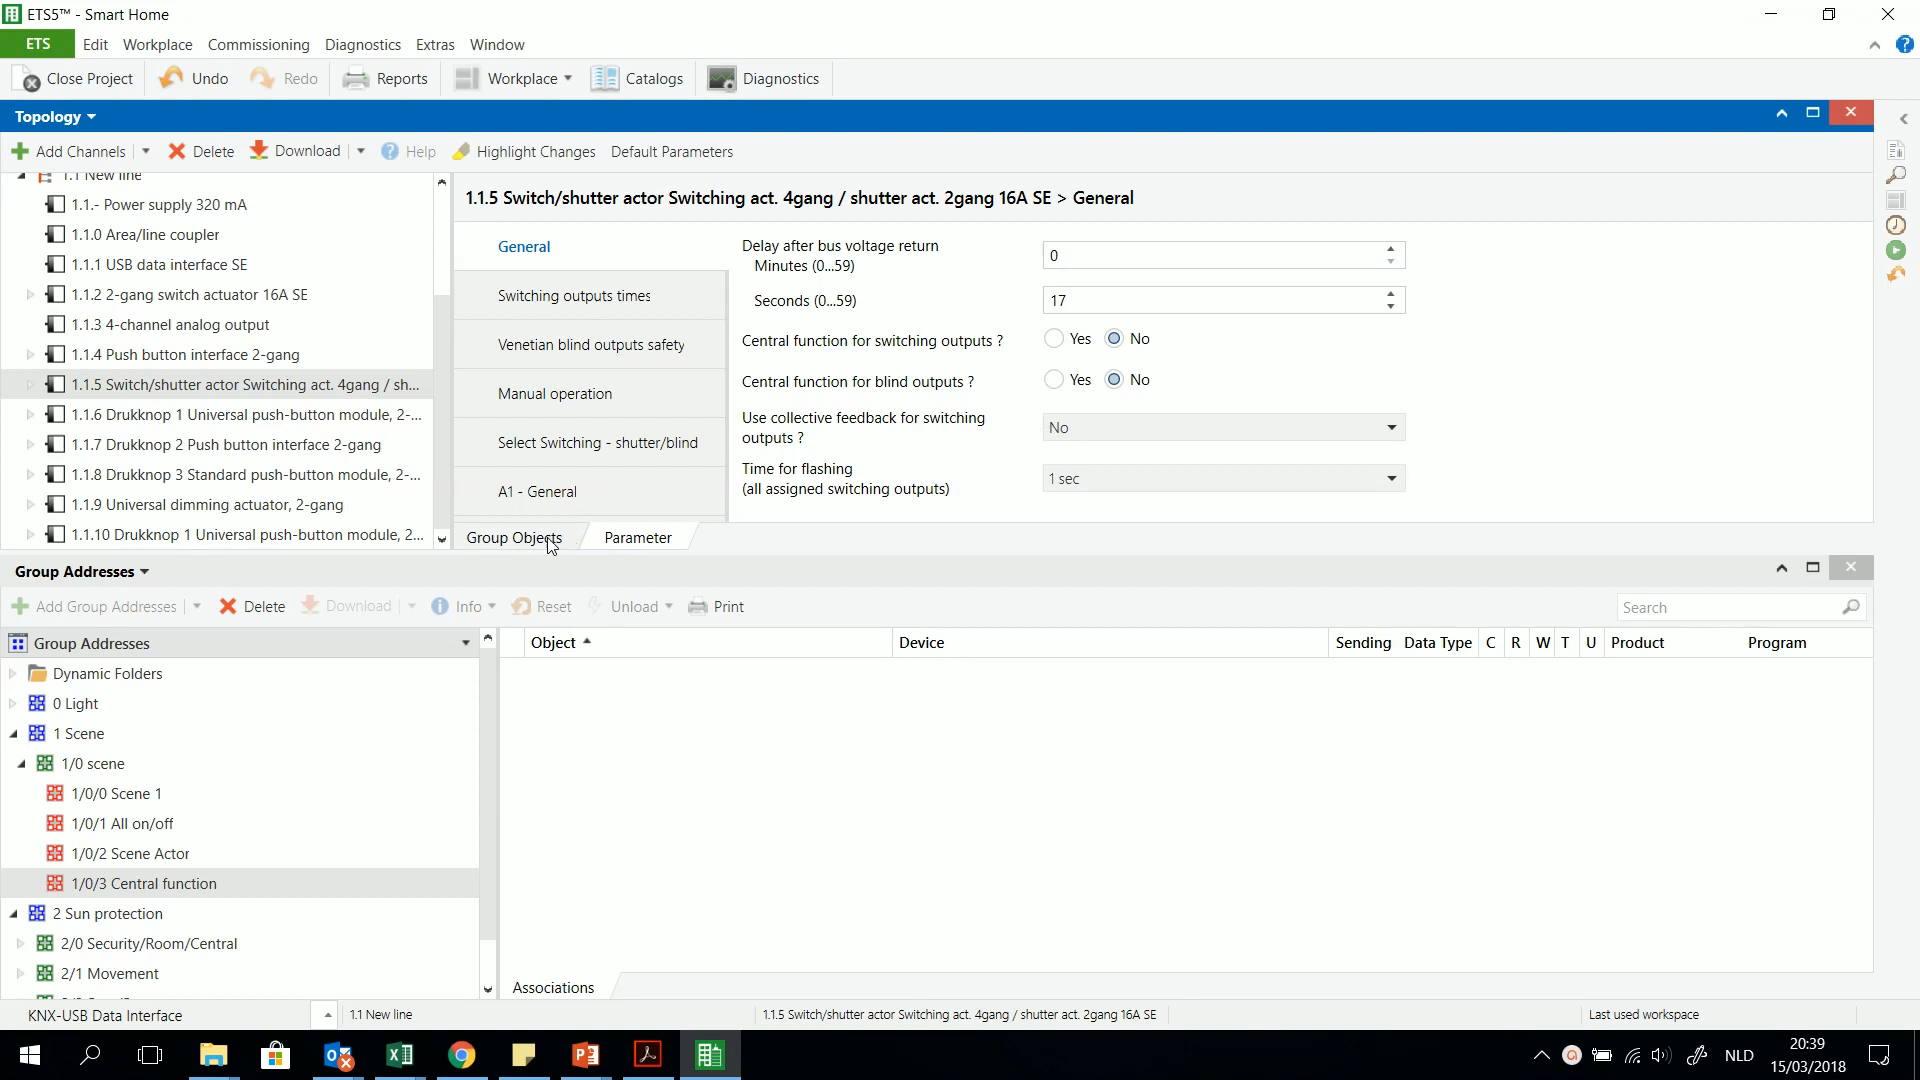 ETS5™ - Smart Home
ETS Edit Workplace Commissioning Diagnostics Extras Window
Close Project Undo Redo Reports Workplace Catalogs Diagnostics
Topology
Add Channels Delete Download Help Highlight Changes Default Parameters
1.1 New line
1.1.- Power supply 320 mA
1.1.0 Area/line coupler
1.1.1 USB data interface SE
1.1.2 2-gang switch actuator 16A SE
1.1.3 4-channel analog output
1.1.4 Push button interface 2-gang
1.1.5 Switch/shutter actor Switching act. 4gang / sh...
1.1.6 Drukknop 1 Universal push-button module, 2-...
1.1.7 Drukknop 2 Push button interface 2-gang
1.1.8 Drukknop 3 Standard push-button module, 2-...
1.1.9 Universal dimming actuator, 2-gang
1.1.10 Drukknop 1 Universal push-button module, 2...
1.1.5 Switch/shutter actor Switching act. 4gang / shutter act. 2gang 16A SE > General
General
Switching outputs times
Venetian blind outputs safety
Manual operation
Select Switching - shutter/blind
A1 - General
Delay after bus voltage return
Minutes (0...59) 0
Seconds (0...59) 17
Central function for switching outputs ? Yes No
Central function for blind outputs ? Yes No
Use collective feedback for switching
outputs ? No
Time for flashing
(all assigned switching outputs) 1 sec
Group Objects Parameter
Group Addresses
Add Group Addresses Delete Download Info Reset Unload Print Search
Group Addresses
Dynamic Folders
0 Light
1 Scene
1/0 scene
1/0/0 Scene 1
1/0/1 All on/off
1/0/2 Scene Actor
1/0/3 Central function
2 Sun protection
2/0 Security/Room/Central
2/1 Movement
Object Device Sending Data Type C R W T U Product Program
Associations
KNX-USB Data Interface 1.1 New line 1.1.5 Switch/shutter actor Switching act. 4gang / shutter act. 2gang 16A SE Last used workspace
NLD
20:39
15/03/2018